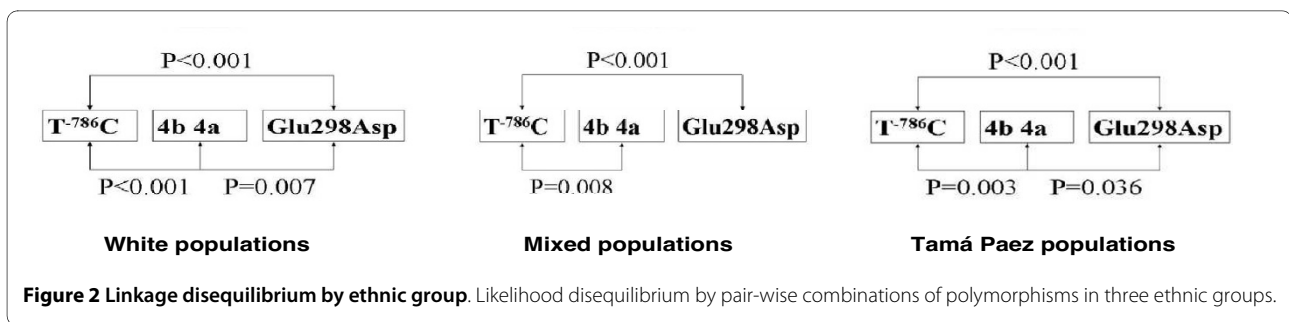 P<0.001 P<0.001 P<0.001
T⁻⁷⁸⁶C 4b 4a Glu298Asp T⁻⁷⁸⁶C 4b 4a Glu298Asp T⁻⁷⁸⁶C 4b 4a Glu298Asp
P<0.001 P=0.007 P=0.008 P=0.003 P=0.036
White populations Mixed populations Tamá Paez populations
Figure 2 Linkage disequilibrium by ethnic group. Likelihood disequilibrium by pair-wise combinations of polymorphisms in three ethnic groups.